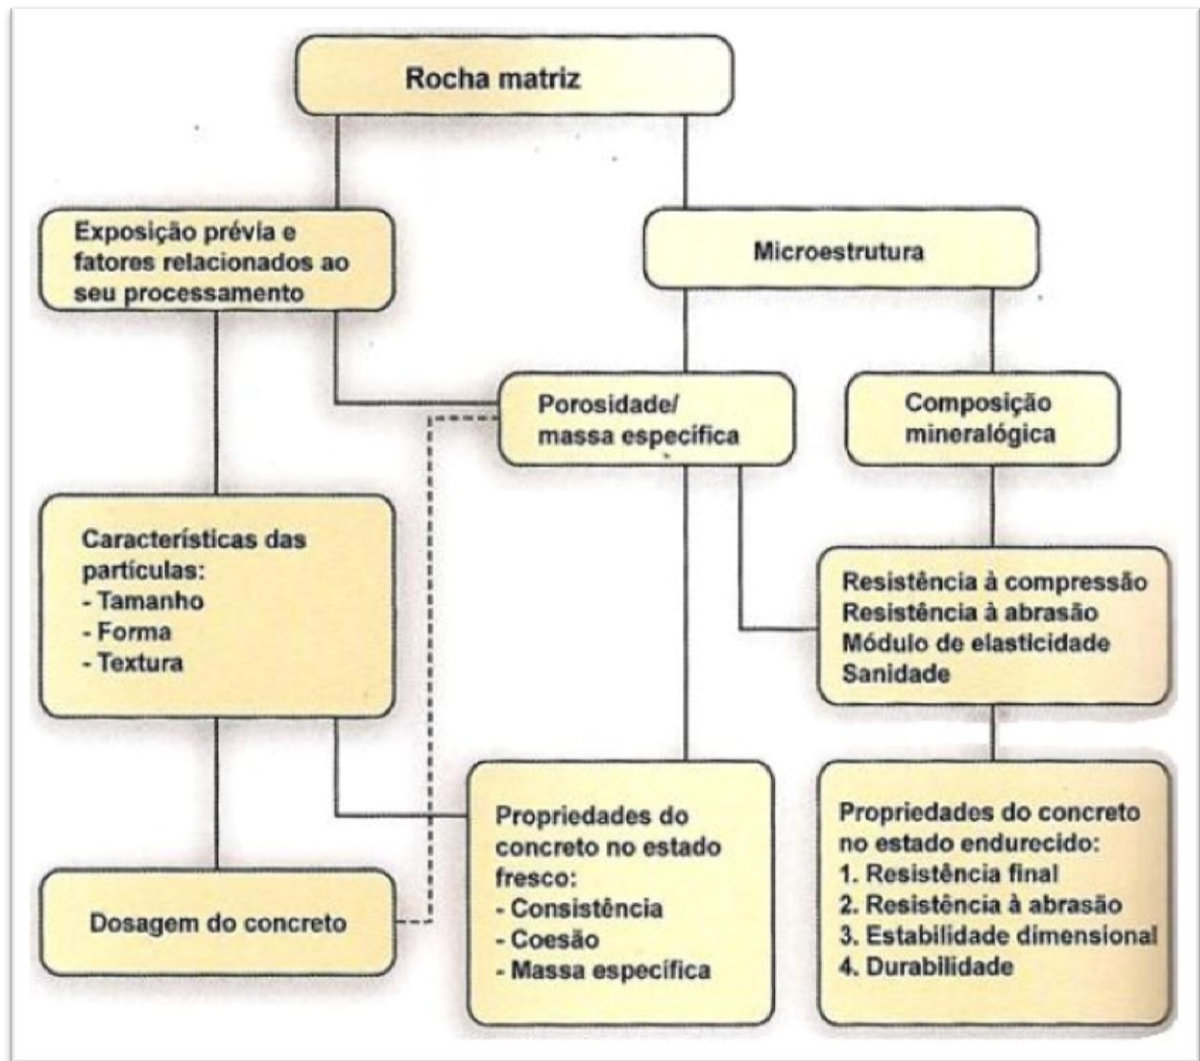 Rocha matriz
Exposição prévia e
fatores relacionados ao
seu processamento
Microestrutura
Porosidade/
massa específica
Composição
mineralógica
Características das
partículas:
- Tamanho
- Forma
- Textura
Resistência à compressão
Resistência à abrasão
Módulo de elasticidade
Sanidade
Dosagem do concreto
Propriedades do
concreto no estado
fresco:
- Consistência
- Coesão
- Massa específica
Propriedades do concreto
no estado endurecido:
1. Resistência final
2. Resistência à abrasão
3. Estabilidade dimensional
4. Durabilidade